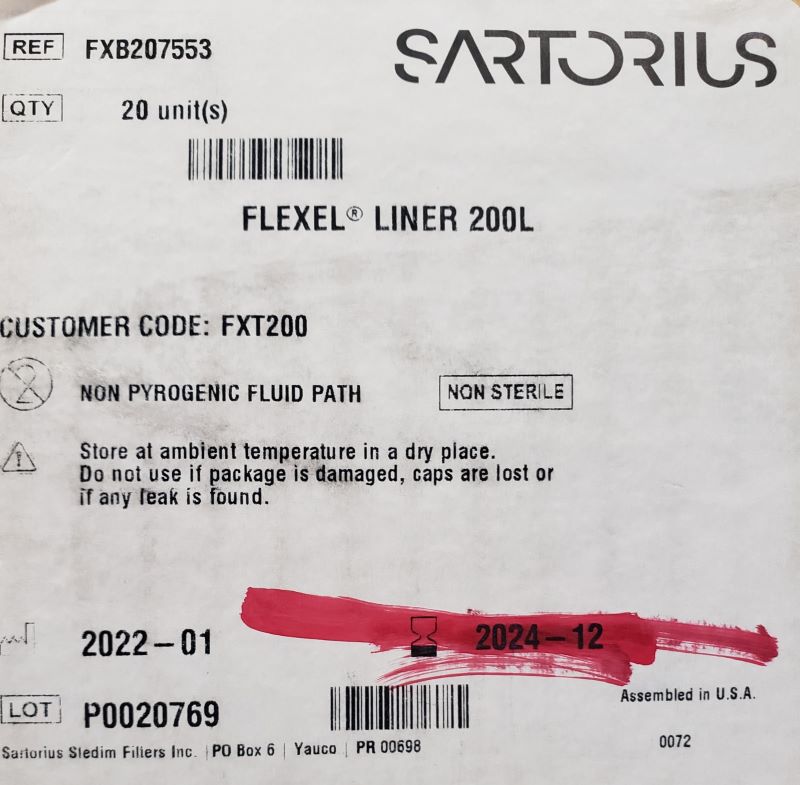 REF FXB207553
SARTORIUS
QTY 20 unit(s)
FLEXEL® LINER 200L
CUSTOMER CODE: FXT200
2 NON PYROGENIC FLUID PATH NON STERILE
Store at ambient temperature in a dry place.
Do not use if package is damaged, caps are lost or
if any leak is found.
2022-01 2024-12
Assembled in U.S.A.
LOT P0020769
Sartorius Stedim Filters Inc. | PO Box 6 | Yauco | PR 00698
0072